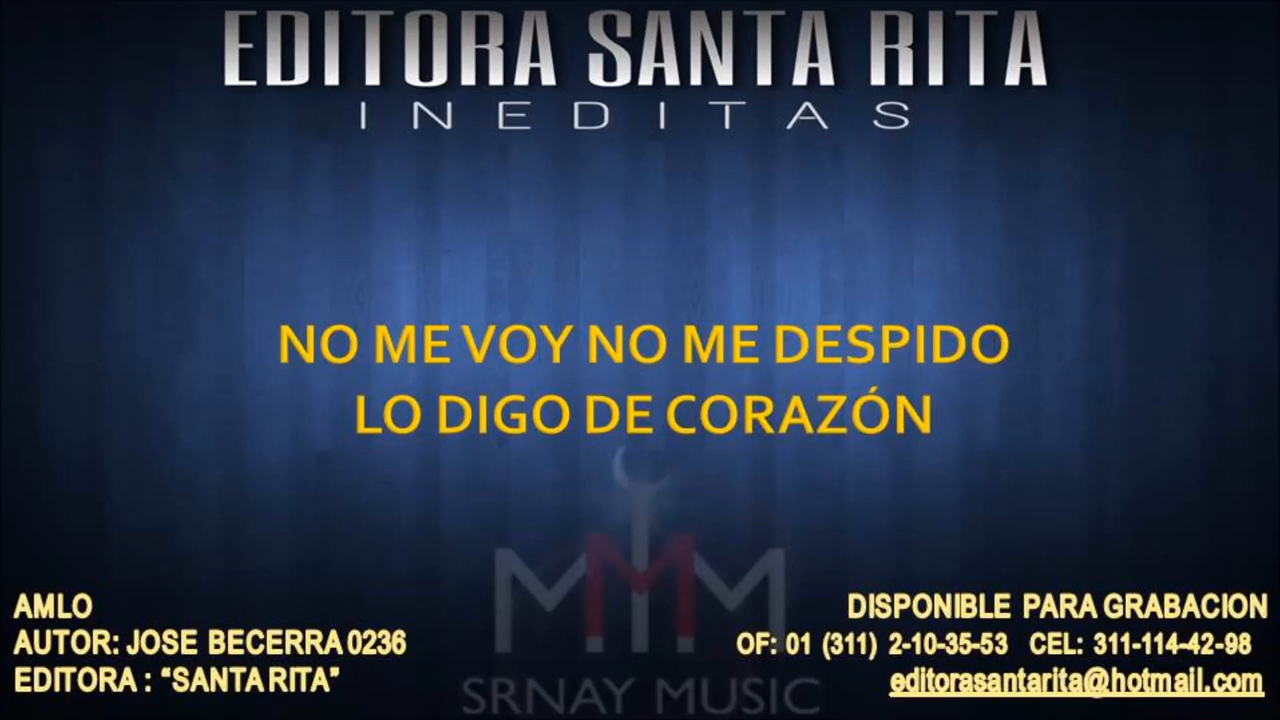 EDITORA SANTA RITA
INEDITAS
NO ME VOY NO ME DESPIDO
LO DIGO DE CORAZÓN
AMLO
AUTOR: JOSE BECERRA 0236
EDITORA : “SANTA RITA”
DISPONIBLE PARA GRABACION
OF: 01 (311) 2-10-35-53 CEL: 311-114-42-98
editorasantarita@hotmail.com
MMM
SRNAY MUSIC